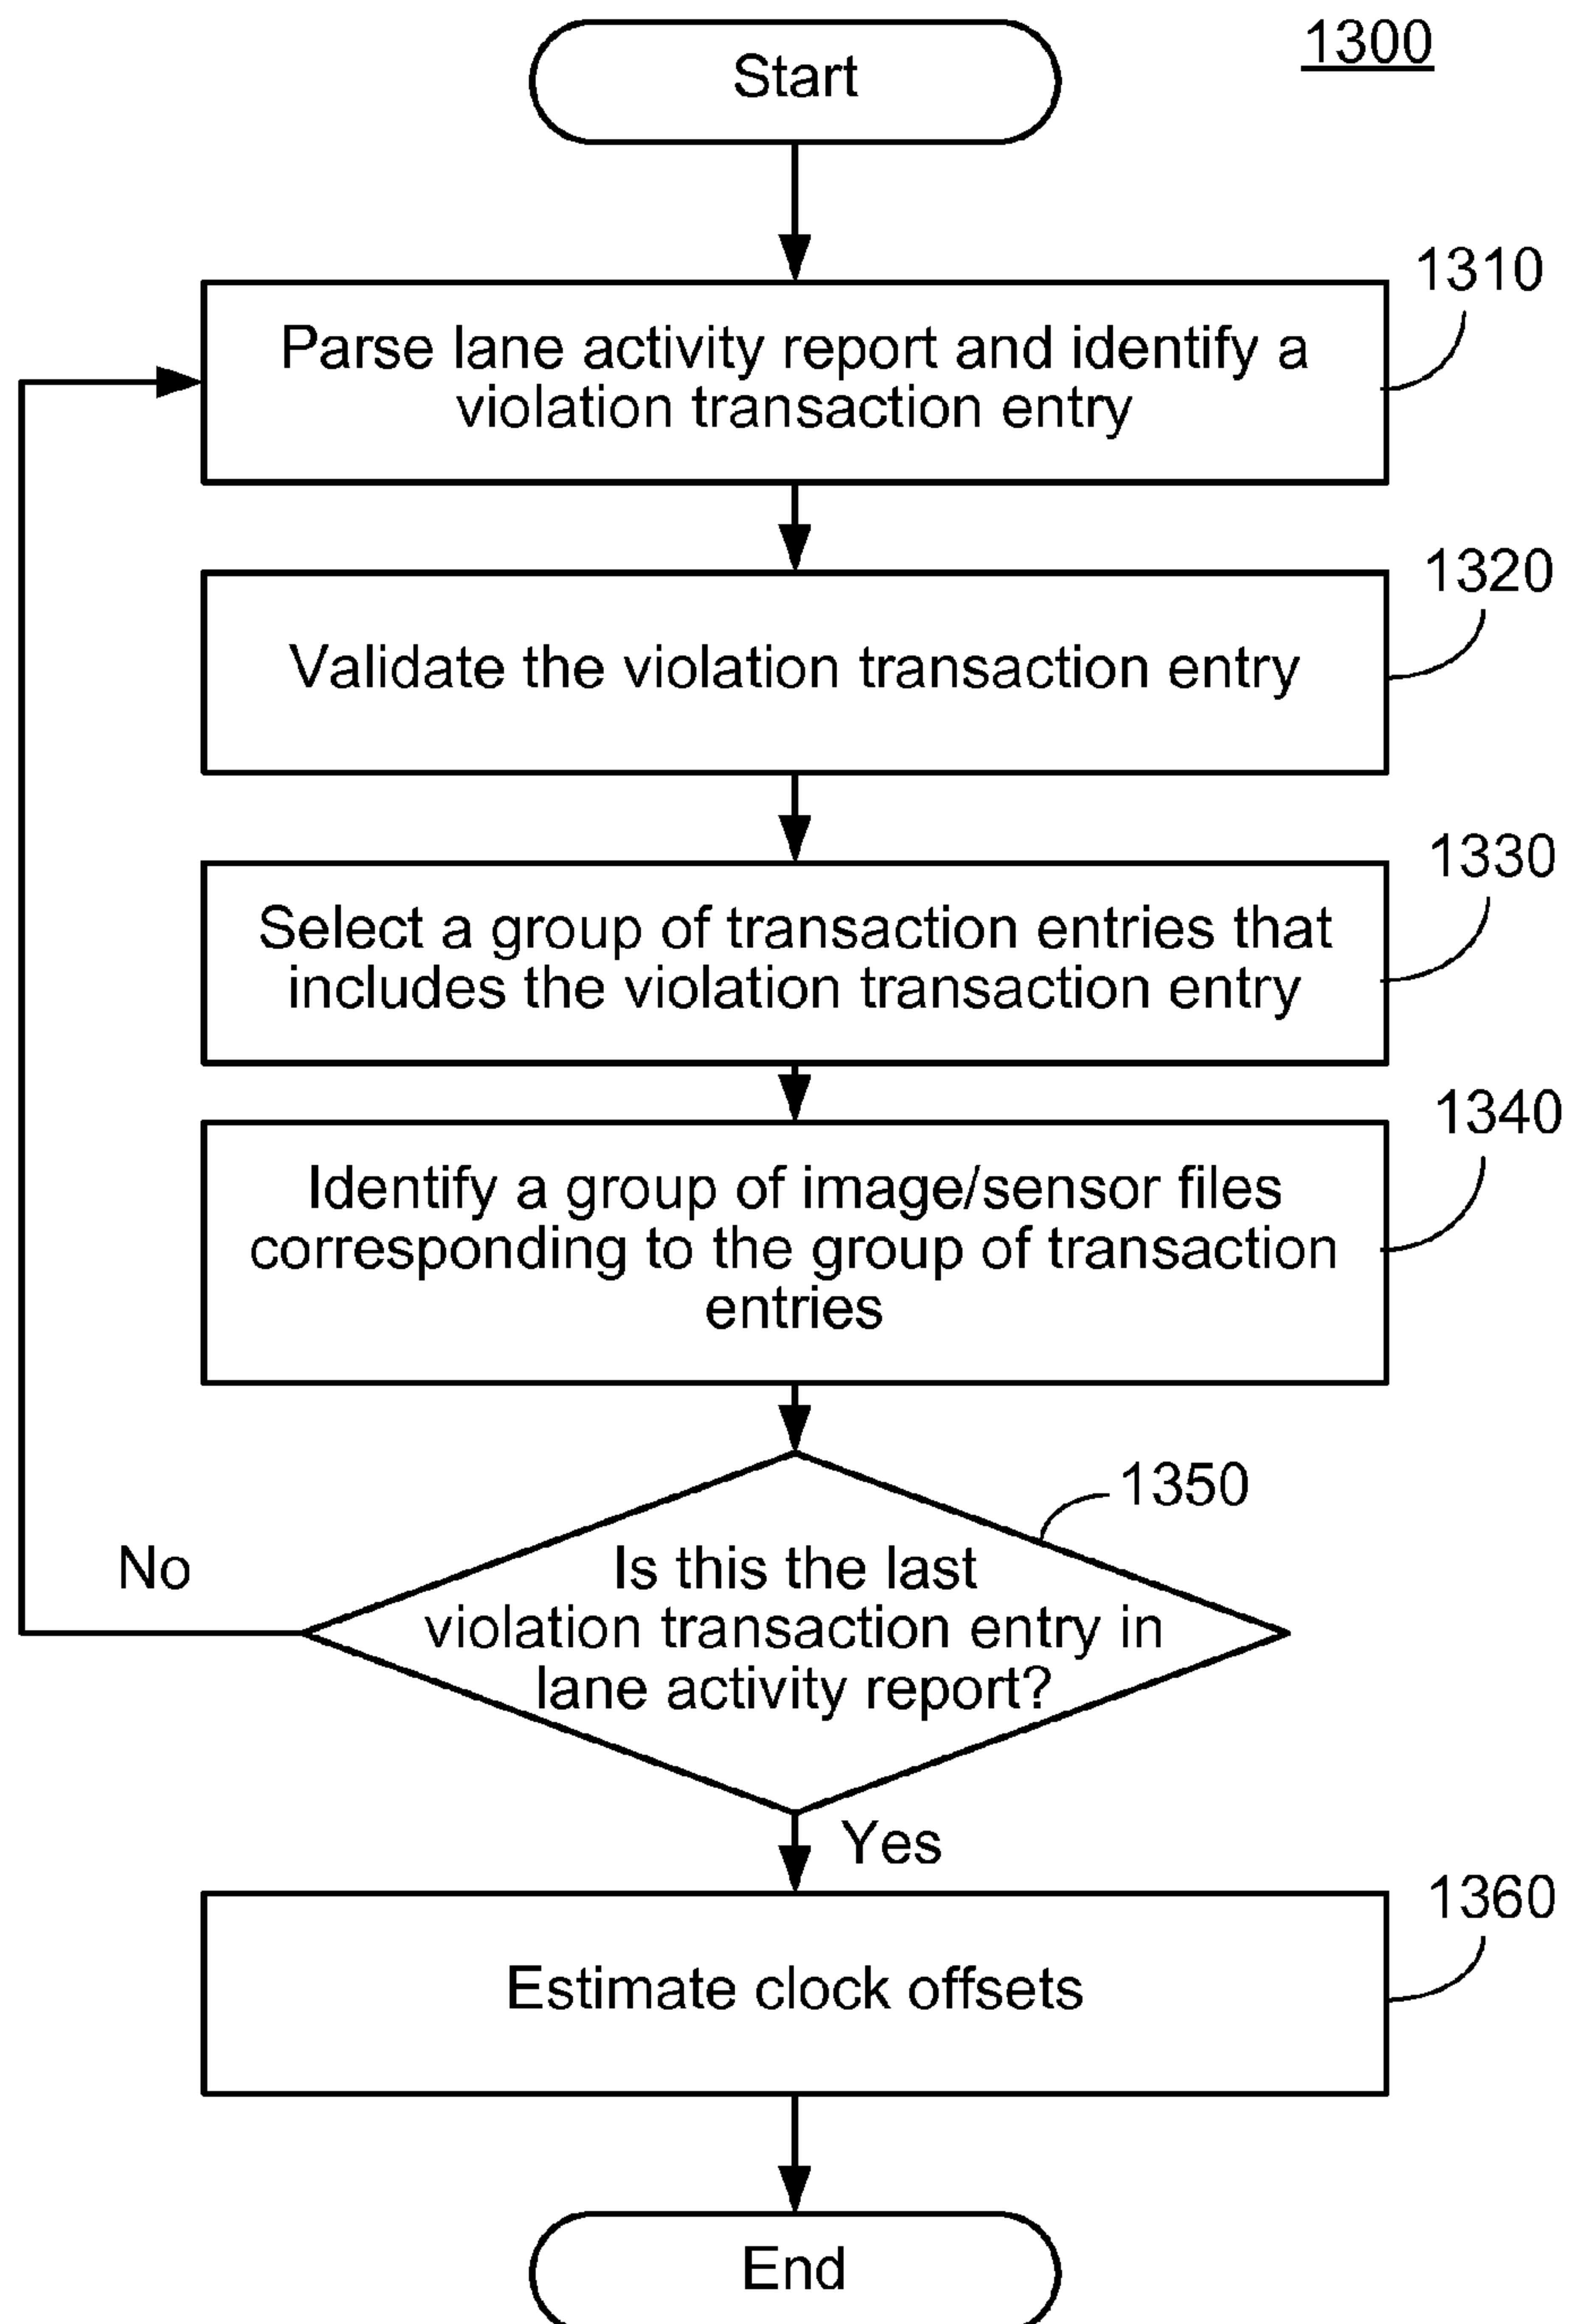 1300
Start
1310
Parse lane activity report and identify a
violation transaction entry
1320
Validate the violation transaction entry
1330
Select a group of transaction entries that
includes the violation transaction entry
1340
Identify a group of image/sensor files
corresponding to the group of transaction
entries
1350
Is this the last
violation transaction entry in
lane activity report?
No
Yes
1360
Estimate clock offsets
End